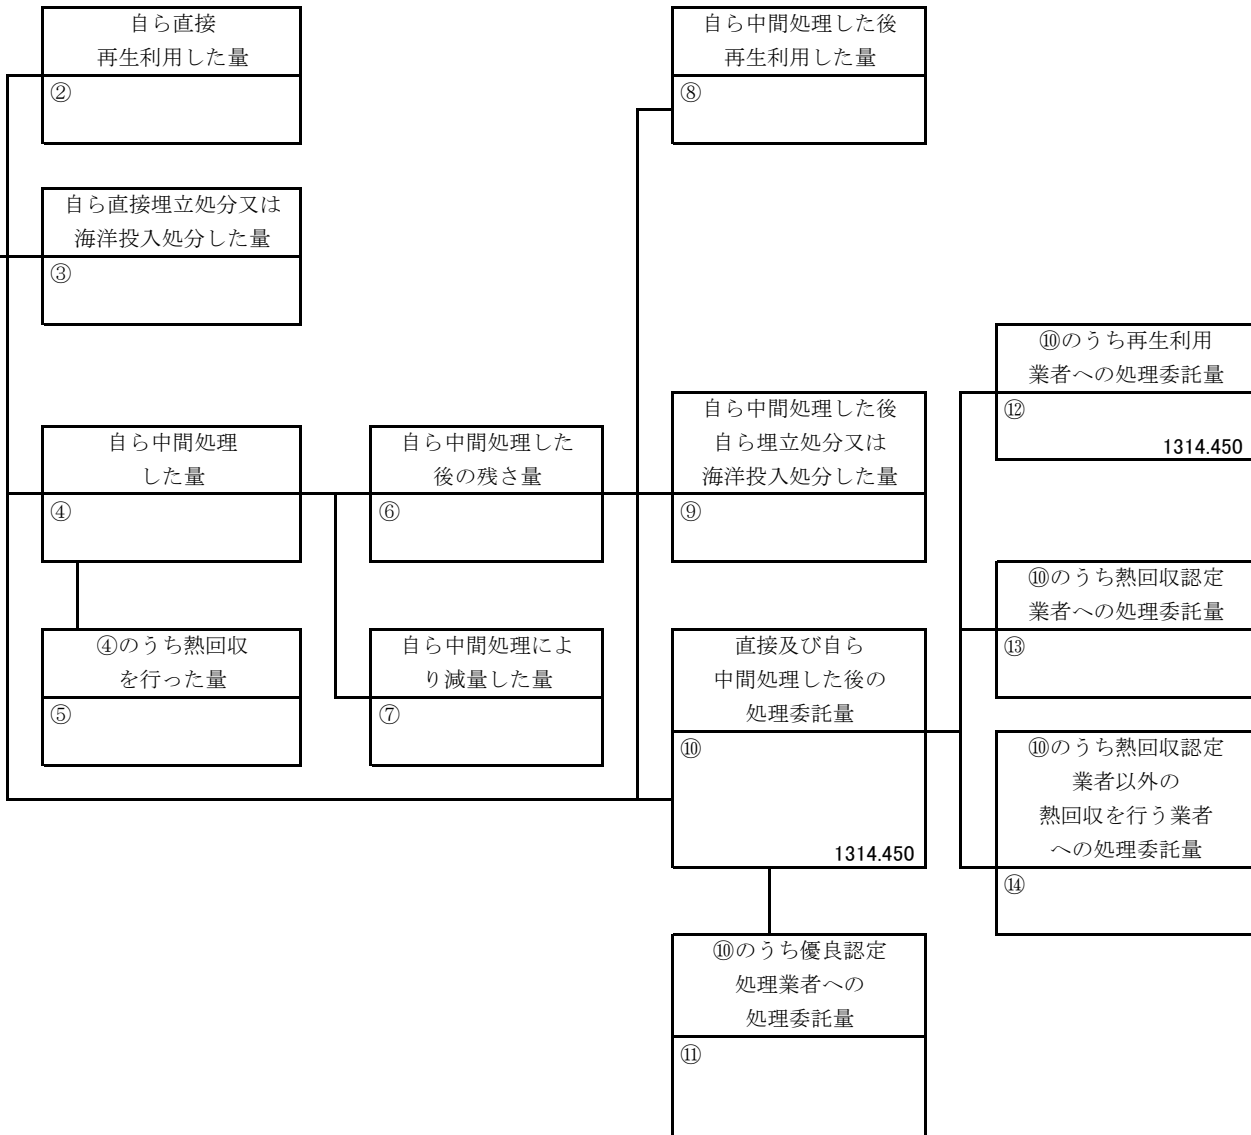 自ら直接
再生利用した量
②
自ら中間処理した後
再生利用した量
⑧
自ら直接埋立処分又は
海洋投入処分した量
③
⑩のうち再生利用
業者への処理委託量
⑫
1314.450
自ら中間処理
した量
④
自ら中間処理した
後の残さ量
⑥
自ら中間処理した後
自ら埋立処分又は
海洋投入処分した量
⑨
⑩のうち熱回収認定
業者への処理委託量
⑬
④のうち熱回収
を行った量
⑤
自ら中間処理によ
り減量した量
⑦
直接及び自ら
中間処理した後の
処理委託量
⑩
1314.450
⑩のうち熱回収認定
業者以外の
熱回収を行う業者
への処理委託量
⑭
⑩のうち優良認定
処理業者への
処理委託量
⑪